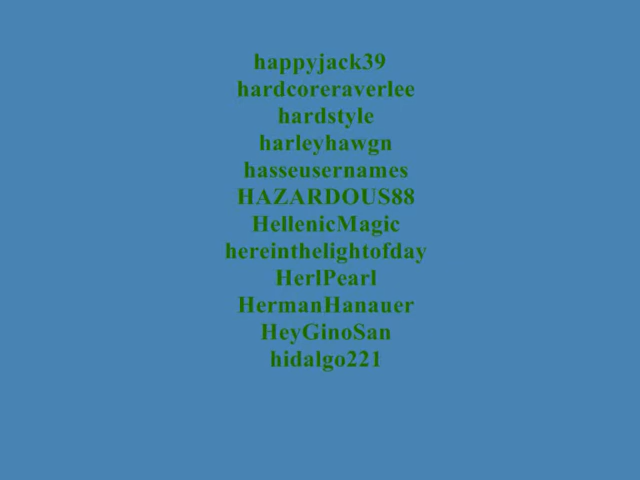 happyjack39
hardcoreraverlee
hardstyle
harleyhawgn
hasseusernames
HAZARDOUS88
HellenicMagic
hereinthelightofday
HerlPearl
HermanHanauer
HeyGinoSan
hidalgo221